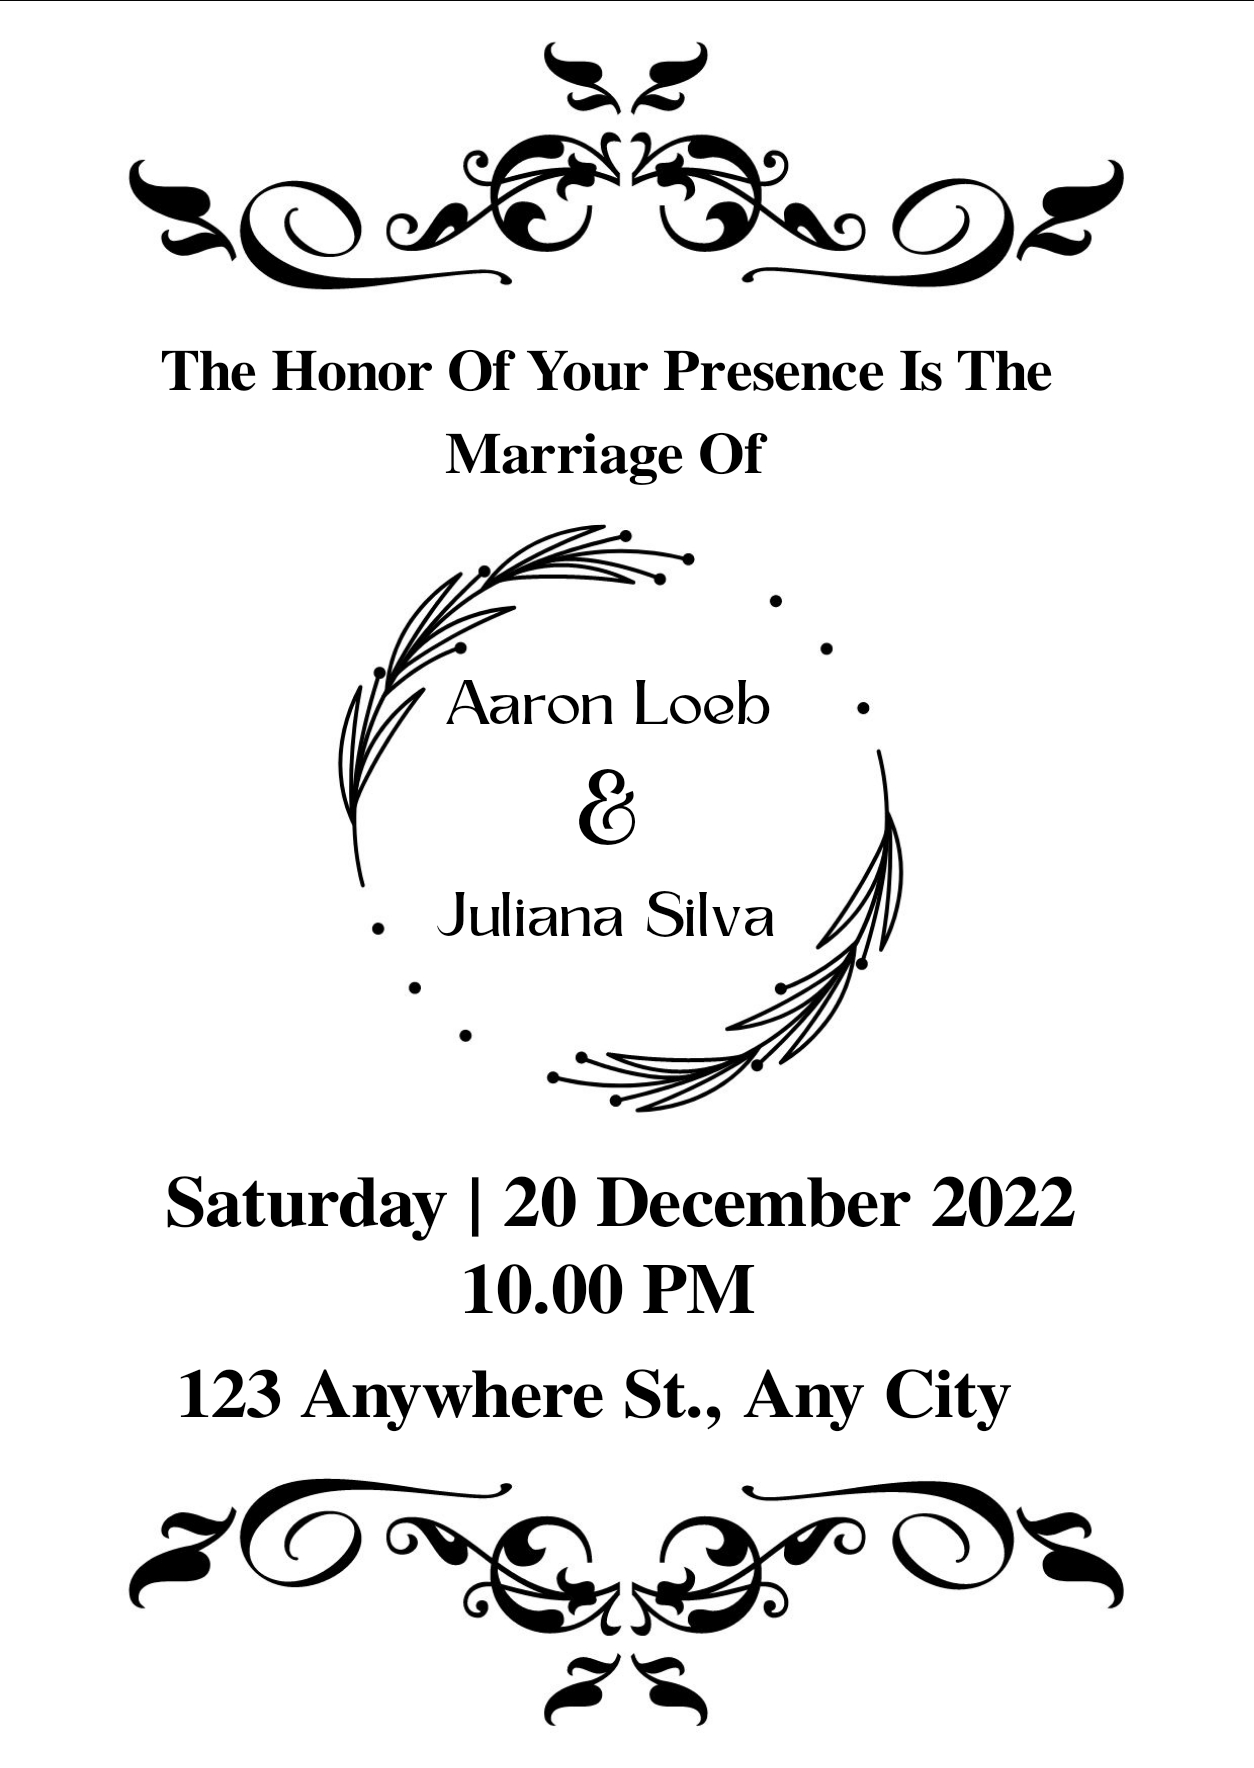 The Honor Of Your Presence Is The
Marriage Of
Aaron Loeb
&
Juliana Silva
Saturday | 20 December 2022
10.00 PM
123 Anywhere St., Any City